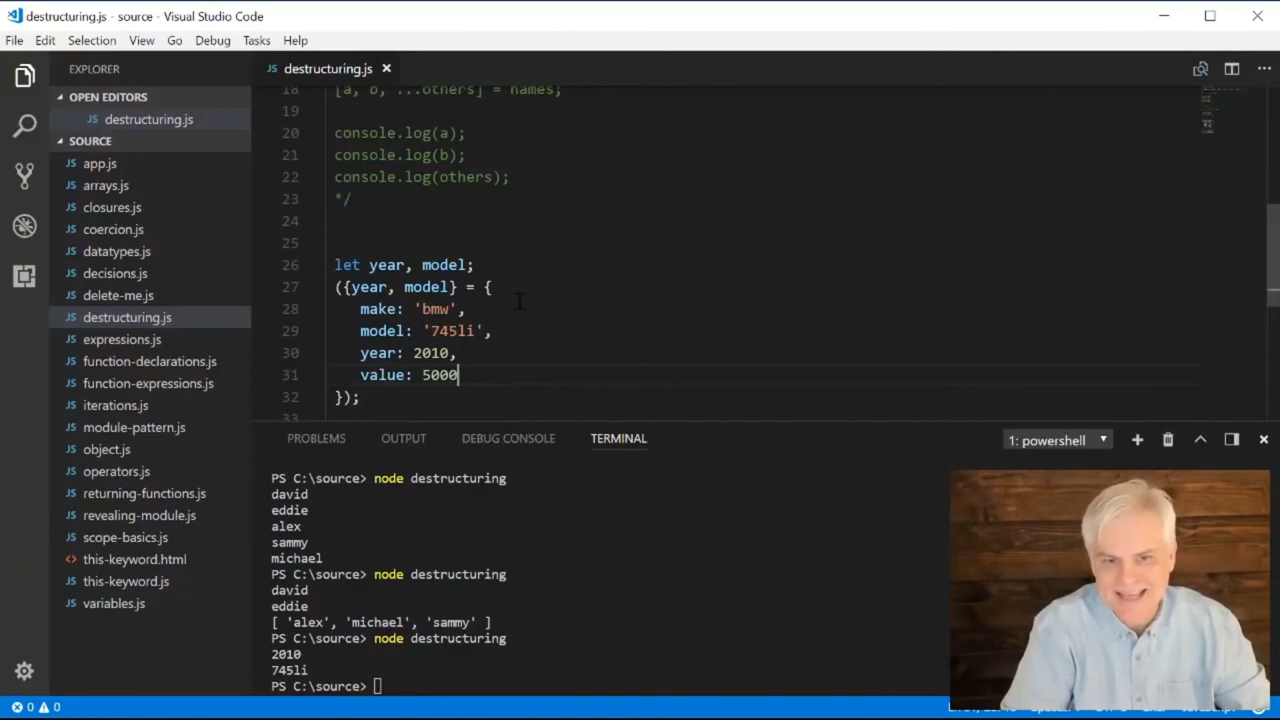 destructuring.js - source - Visual Studio Code
File Edit Selection View Go Debug Tasks Help
EXPLORER
OPEN EDITORS
JS destructuring.js
SOURCE
JS app.js
JS arrays.js
JS closures.js
JS coercion.js
JS datatypes.js
JS decisions.js
JS delete-me.js
JS destructuring.js
JS expressions.js
JS function-declarations.js
JS function-expressions.js
JS iterations.js
JS module-pattern.js
JS object.js
JS operators.js
JS returning-functions.js
JS revealing-module.js
JS scope-basics.js
<> this-keyword.html
JS this-keyword.js
JS variables.js
JS destructuring.js
18 [a, b, ...others] = names;
19
20 console.log(a);
21 console.log(b);
22 console.log(others);
23 */
24
25
26 let year, model;
27 ({year, model} = {
28 make: 'bmw',
29 model: '745li',
30 year: 2010,
31 value: 5000
32 });
33
PROBLEMS OUTPUT DEBUG CONSOLE TERMINAL 1: powershell
PS C:\source> node destructuring
david
eddie
alex
sammy
michael
PS C:\source> node destructuring
david
eddie
[ 'alex', 'michael', 'sammy' ]
PS C:\source> node destructuring
2010
745li
PS C:\source>
0 0